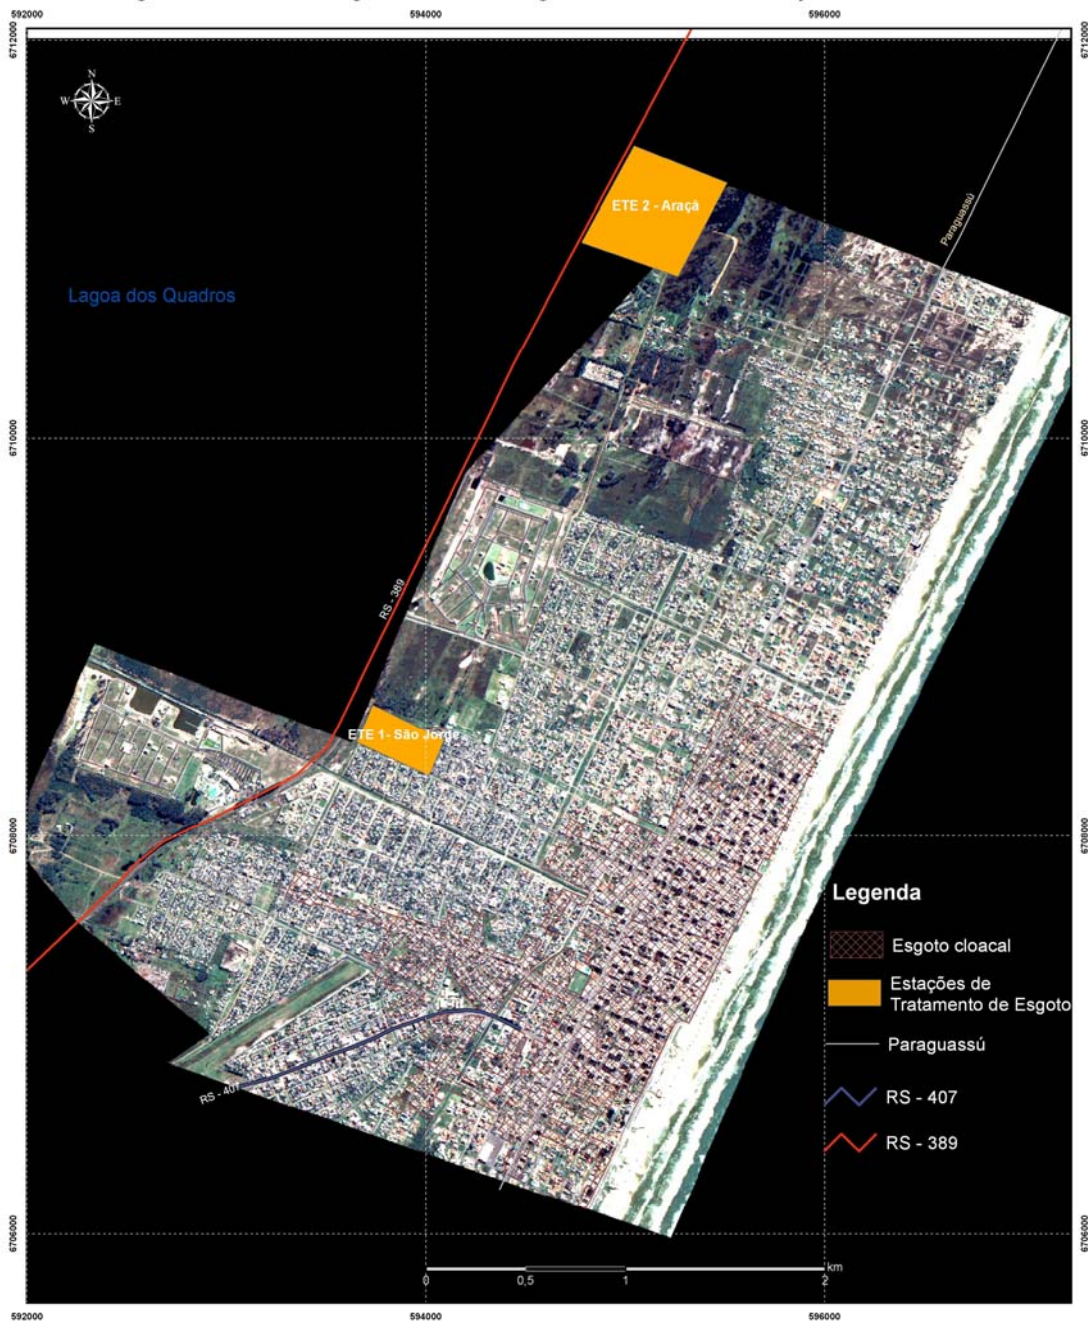 592000 594000 596000
6712000 6712000
N
W E
S
ETE 2 - Araçá
Paraguassú
Lagoa dos Quadros
6710000 6710000
RS - 389
ETE 1- São Jorge
6708000 6708000
Legenda
Esgoto cloacal
Estações de
Tratamento de Esgoto
Paraguassú
RS - 407
RS - 407
RS - 389
6706000 6706000
km
0 0,5 1 2
592000 594000 596000